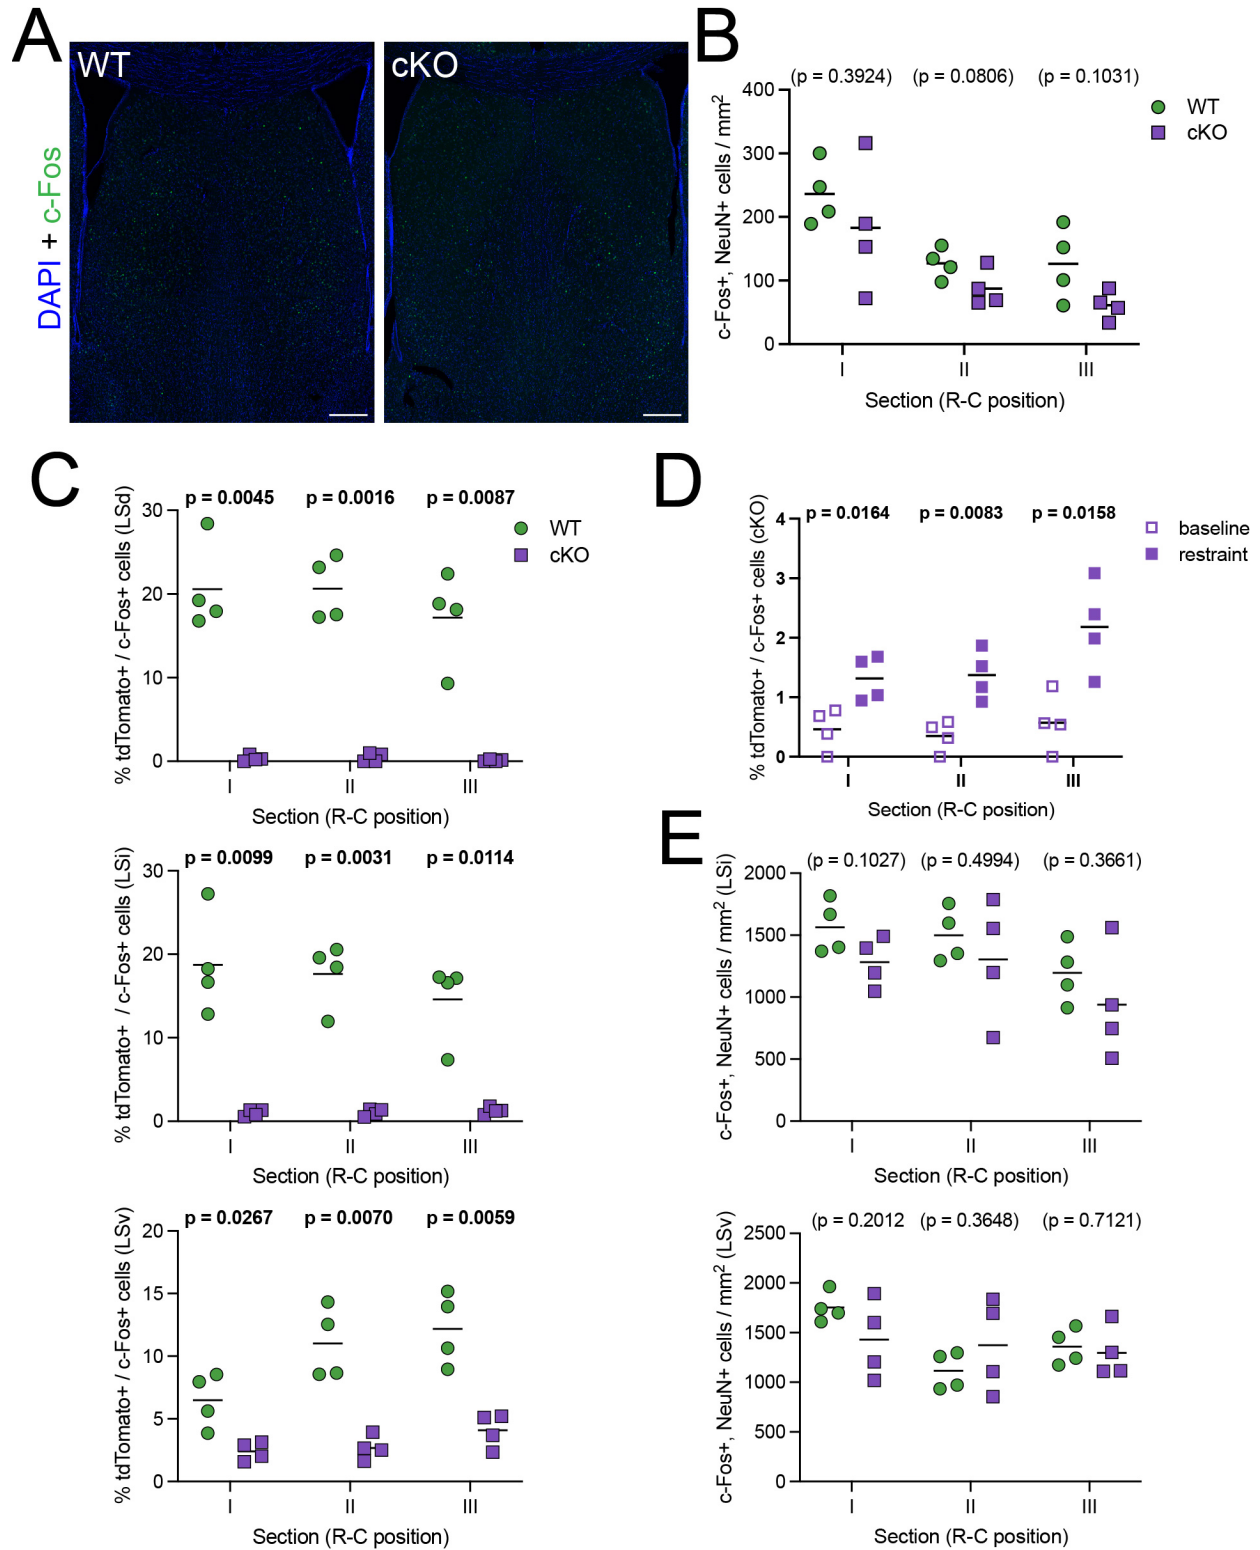 A
WT
cKO
DAPI + c-Fos
B
(p = 0.3924) (p = 0.0806) (p = 0.1031)
c-Fos+, NeuN+ cells / mm2
400
300
200
100
0
I II III
Section (R-C position)
WT
cKO
C
p = 0.0045 p = 0.0016 p = 0.0087
% tdTomato+ / c-Fos+ cells (LSd)
30
20
10
0
I II III
Section (R-C position)
WT
cKO
p = 0.0099 p = 0.0031 p = 0.0114
% tdTomato+ / c-Fos+ cells (LSi)
30
20
10
0
I II III
Section (R-C position)
p = 0.0267 p = 0.0070 p = 0.0059
% tdTomato+ / c-Fos+ cells (LSv)
20
15
10
5
0
I II III
Section (R-C position)
D
p = 0.0164 p = 0.0083 p = 0.0158
% tdTomato+ / c-Fos+ cells (cKO)
4
3
2
1
0
I II III
Section (R-C position)
baseline
restraint
E
(p = 0.1027) (p = 0.4994) (p = 0.3661)
c-Fos+, NeuN+ cells / mm2 (LSi)
2000
1500
1000
500
0
I II III
Section (R-C position)
(p = 0.2012 (p = 0.3648) (p = 0.7121)
c-Fos+, NeuN+ cells / mm2 (LSv)
2500
2000
1500
1000
500
0
I II III
Section (R-C position)